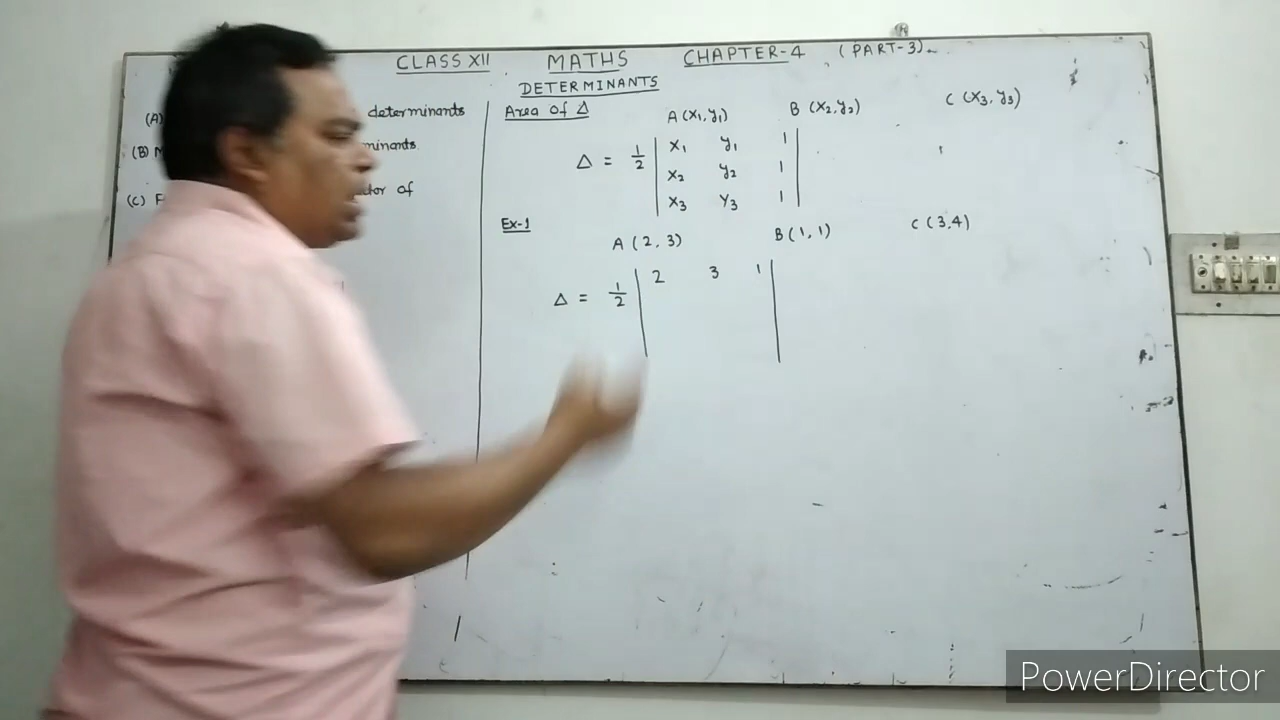 CLASS XII MATHS CHAPTER-4 (PART-3)
DETERMINANTS
(A) determinants
(B) M
(C) F of
Area of Δ A (x1, y1) B (x2, y2) C (x3, y3)
Δ = 1/2 | x1 y1 1 |
| x2 y2 1 |
| x3 y3 1 |
Ex-1
A (2, 3) B (1, 1) C (3, 4)
Δ = 1/2 | 2 3 1 |
PowerDirector